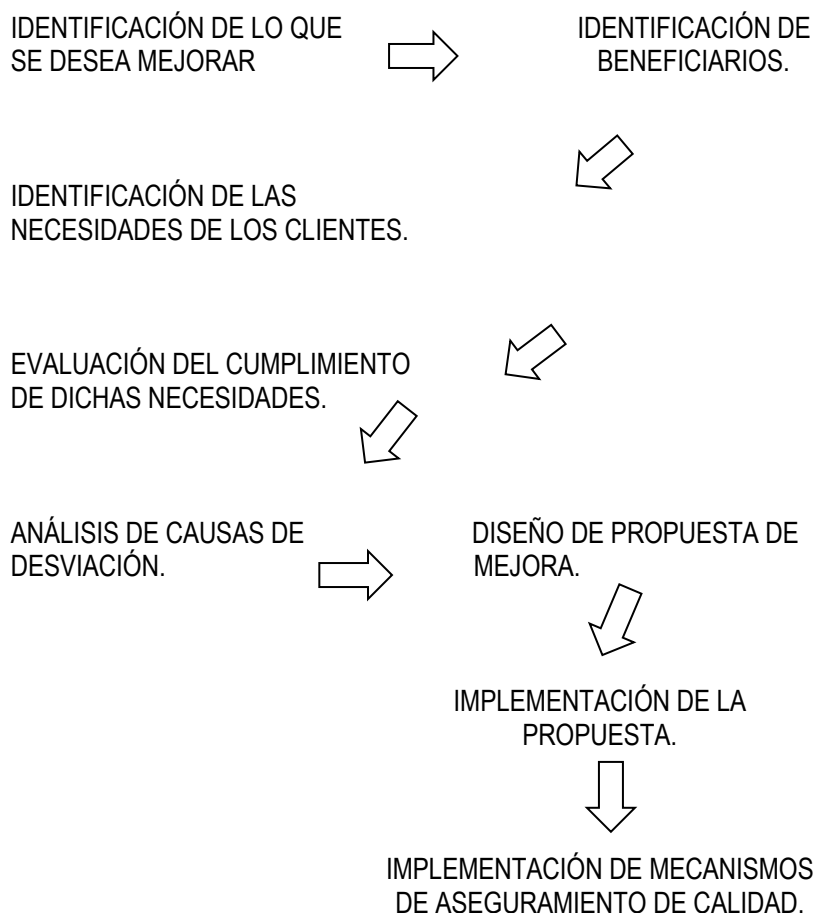 IDENTIFICACIÓN DE LO QUE
SE DESEA MEJORAR
IDENTIFICACIÓN DE
BENEFICIARIOS.
IDENTIFICACIÓN DE LAS
NECESIDADES DE LOS CLIENTES.
EVALUACIÓN DEL CUMPLIMIENTO
DE DICHAS NECESIDADES.
ANÁLISIS DE CAUSAS DE
DESVIACIÓN.
DISEÑO DE PROPUESTA DE
MEJORA.
IMPLEMENTACIÓN DE LA
PROPUESTA.
IMPLEMENTACIÓN DE MECANISMOS
DE ASEGURAMIENTO DE CALIDAD.